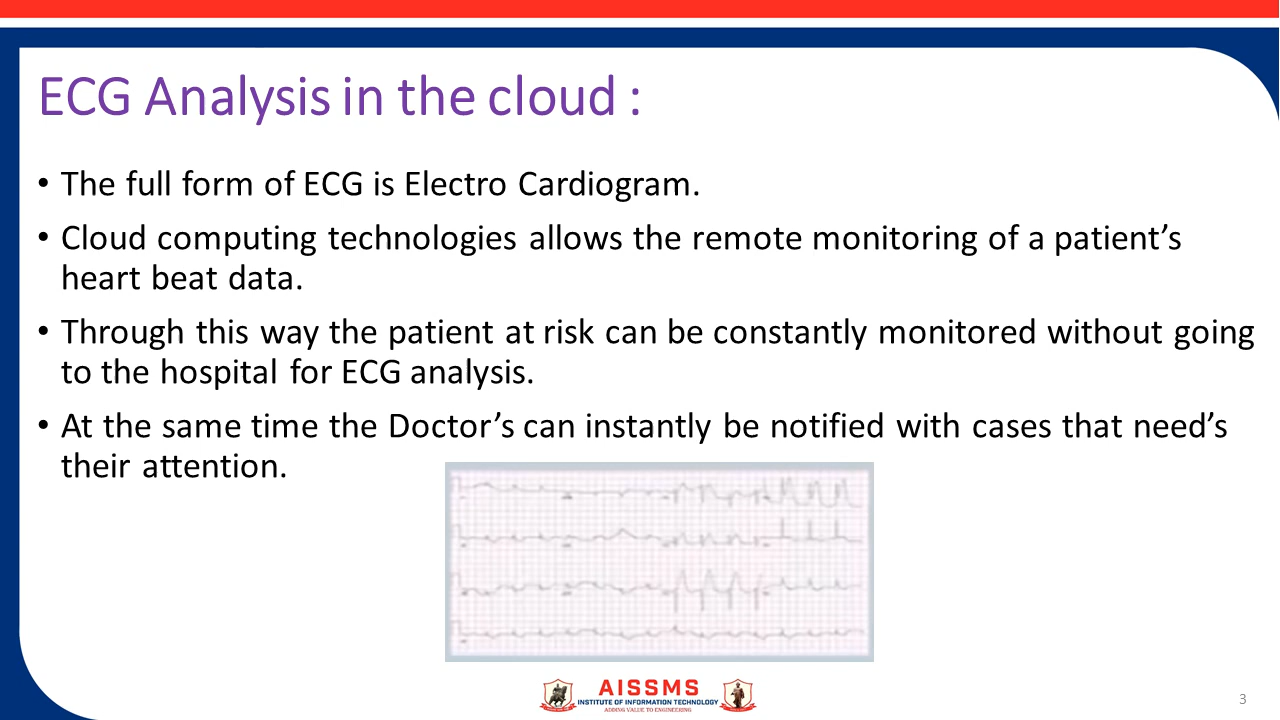 ECG Analysis in the cloud :
• The full form of ECG is Electro Cardiogram.
• Cloud computing technologies allows the remote monitoring of a patient’s
heart beat data.
• Through this way the patient at risk can be constantly monitored without going
to the hospital for ECG analysis.
• At the same time the Doctor’s can instantly be notified with cases that need’s
their attention.
AISSMS
INSTITUTE OF INFORMATION TECHNOLOGY
ADDING VALUE TO ENGINEERING
3